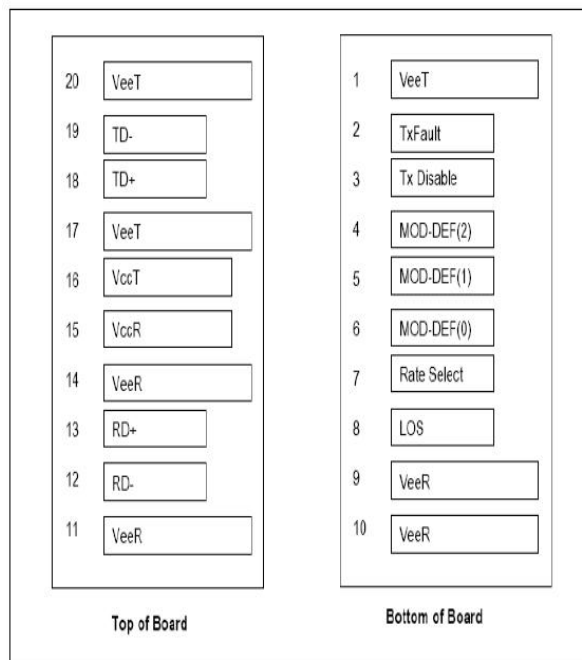 20 VeeT
19 TD-
18 TD+
17 VeeT
16 VccT
15 VccR
14 VeeR
13 RD+
12 RD-
11 VeeR
Top of Board
1 VeeT
2 TxFault
3 Tx Disable
4 MOD-DEF(2)
5 MOD-DEF(1)
6 MOD-DEF(0)
7 Rate Select
8 LOS
9 VeeR
10 VeeR
Bottom of Board